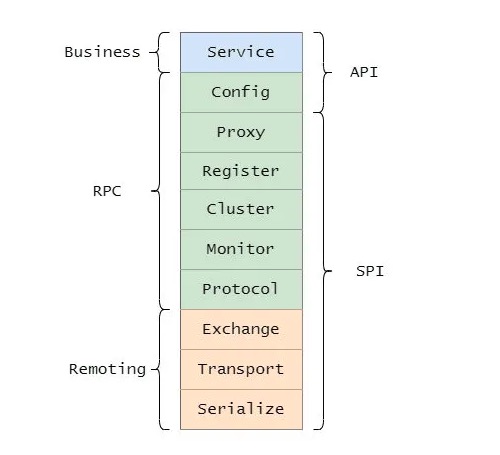 Business
Service
API
Config
Proxy
Register
RPC
Cluster
Monitor
SPI
Protocol
Exchange
Remoting
Transport
Serialize